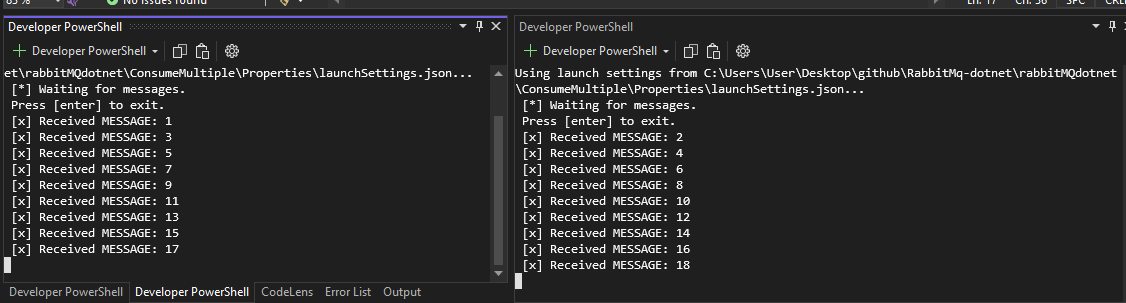 No issues found
Ln: 17 Ch: 56 SPC
Developer PowerShell
Developer PowerShell
et\rabbitMQdotnet\ConsumeMultiple\Properties\launchSettings.json...
[*] Waiting for messages.
Press [enter] to exit.
[x] Received MESSAGE: 1
[x] Received MESSAGE: 3
[x] Received MESSAGE: 5
[x] Received MESSAGE: 7
[x] Received MESSAGE: 9
[x] Received MESSAGE: 11
[x] Received MESSAGE: 13
[x] Received MESSAGE: 15
[x] Received MESSAGE: 17
Developer PowerShell Developer PowerShell CodeLens Error List Output
Developer PowerShell
Developer PowerShell
Using launch settings from C:\Users\User\Desktop\github\RabbitMq-dotnet\rabbitMQdotnet
\ConsumeMultiple\Properties\launchSettings.json...
[*] Waiting for messages.
Press [enter] to exit.
[x] Received MESSAGE: 2
[x] Received MESSAGE: 4
[x] Received MESSAGE: 6
[x] Received MESSAGE: 8
[x] Received MESSAGE: 10
[x] Received MESSAGE: 12
[x] Received MESSAGE: 14
[x] Received MESSAGE: 16
[x] Received MESSAGE: 18